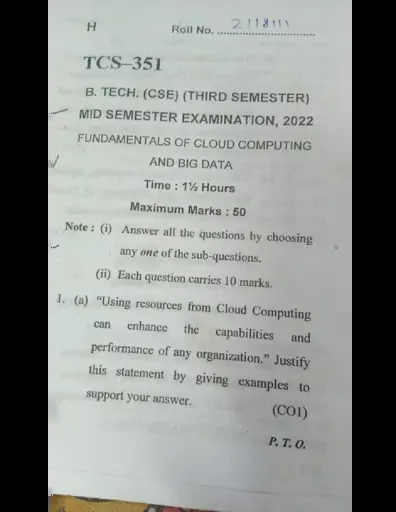 H
Roll No. 2118111
TCS–351
B. TECH. (CSE) (THIRD SEMESTER)
MID SEMESTER EXAMINATION, 2022
FUNDAMENTALS OF CLOUD COMPUTING
AND BIG DATA
Time : 1½ Hours
Maximum Marks : 50
Note : (i) Answer all the questions by choosing
any one of the sub-questions.
(ii) Each question carries 10 marks.
1. (a) “Using resources from Cloud Computing
can enhance the capabilities and
performance of any organization.” Justify
this statement by giving examples to
support your answer.
(CO1)
P. T. O.